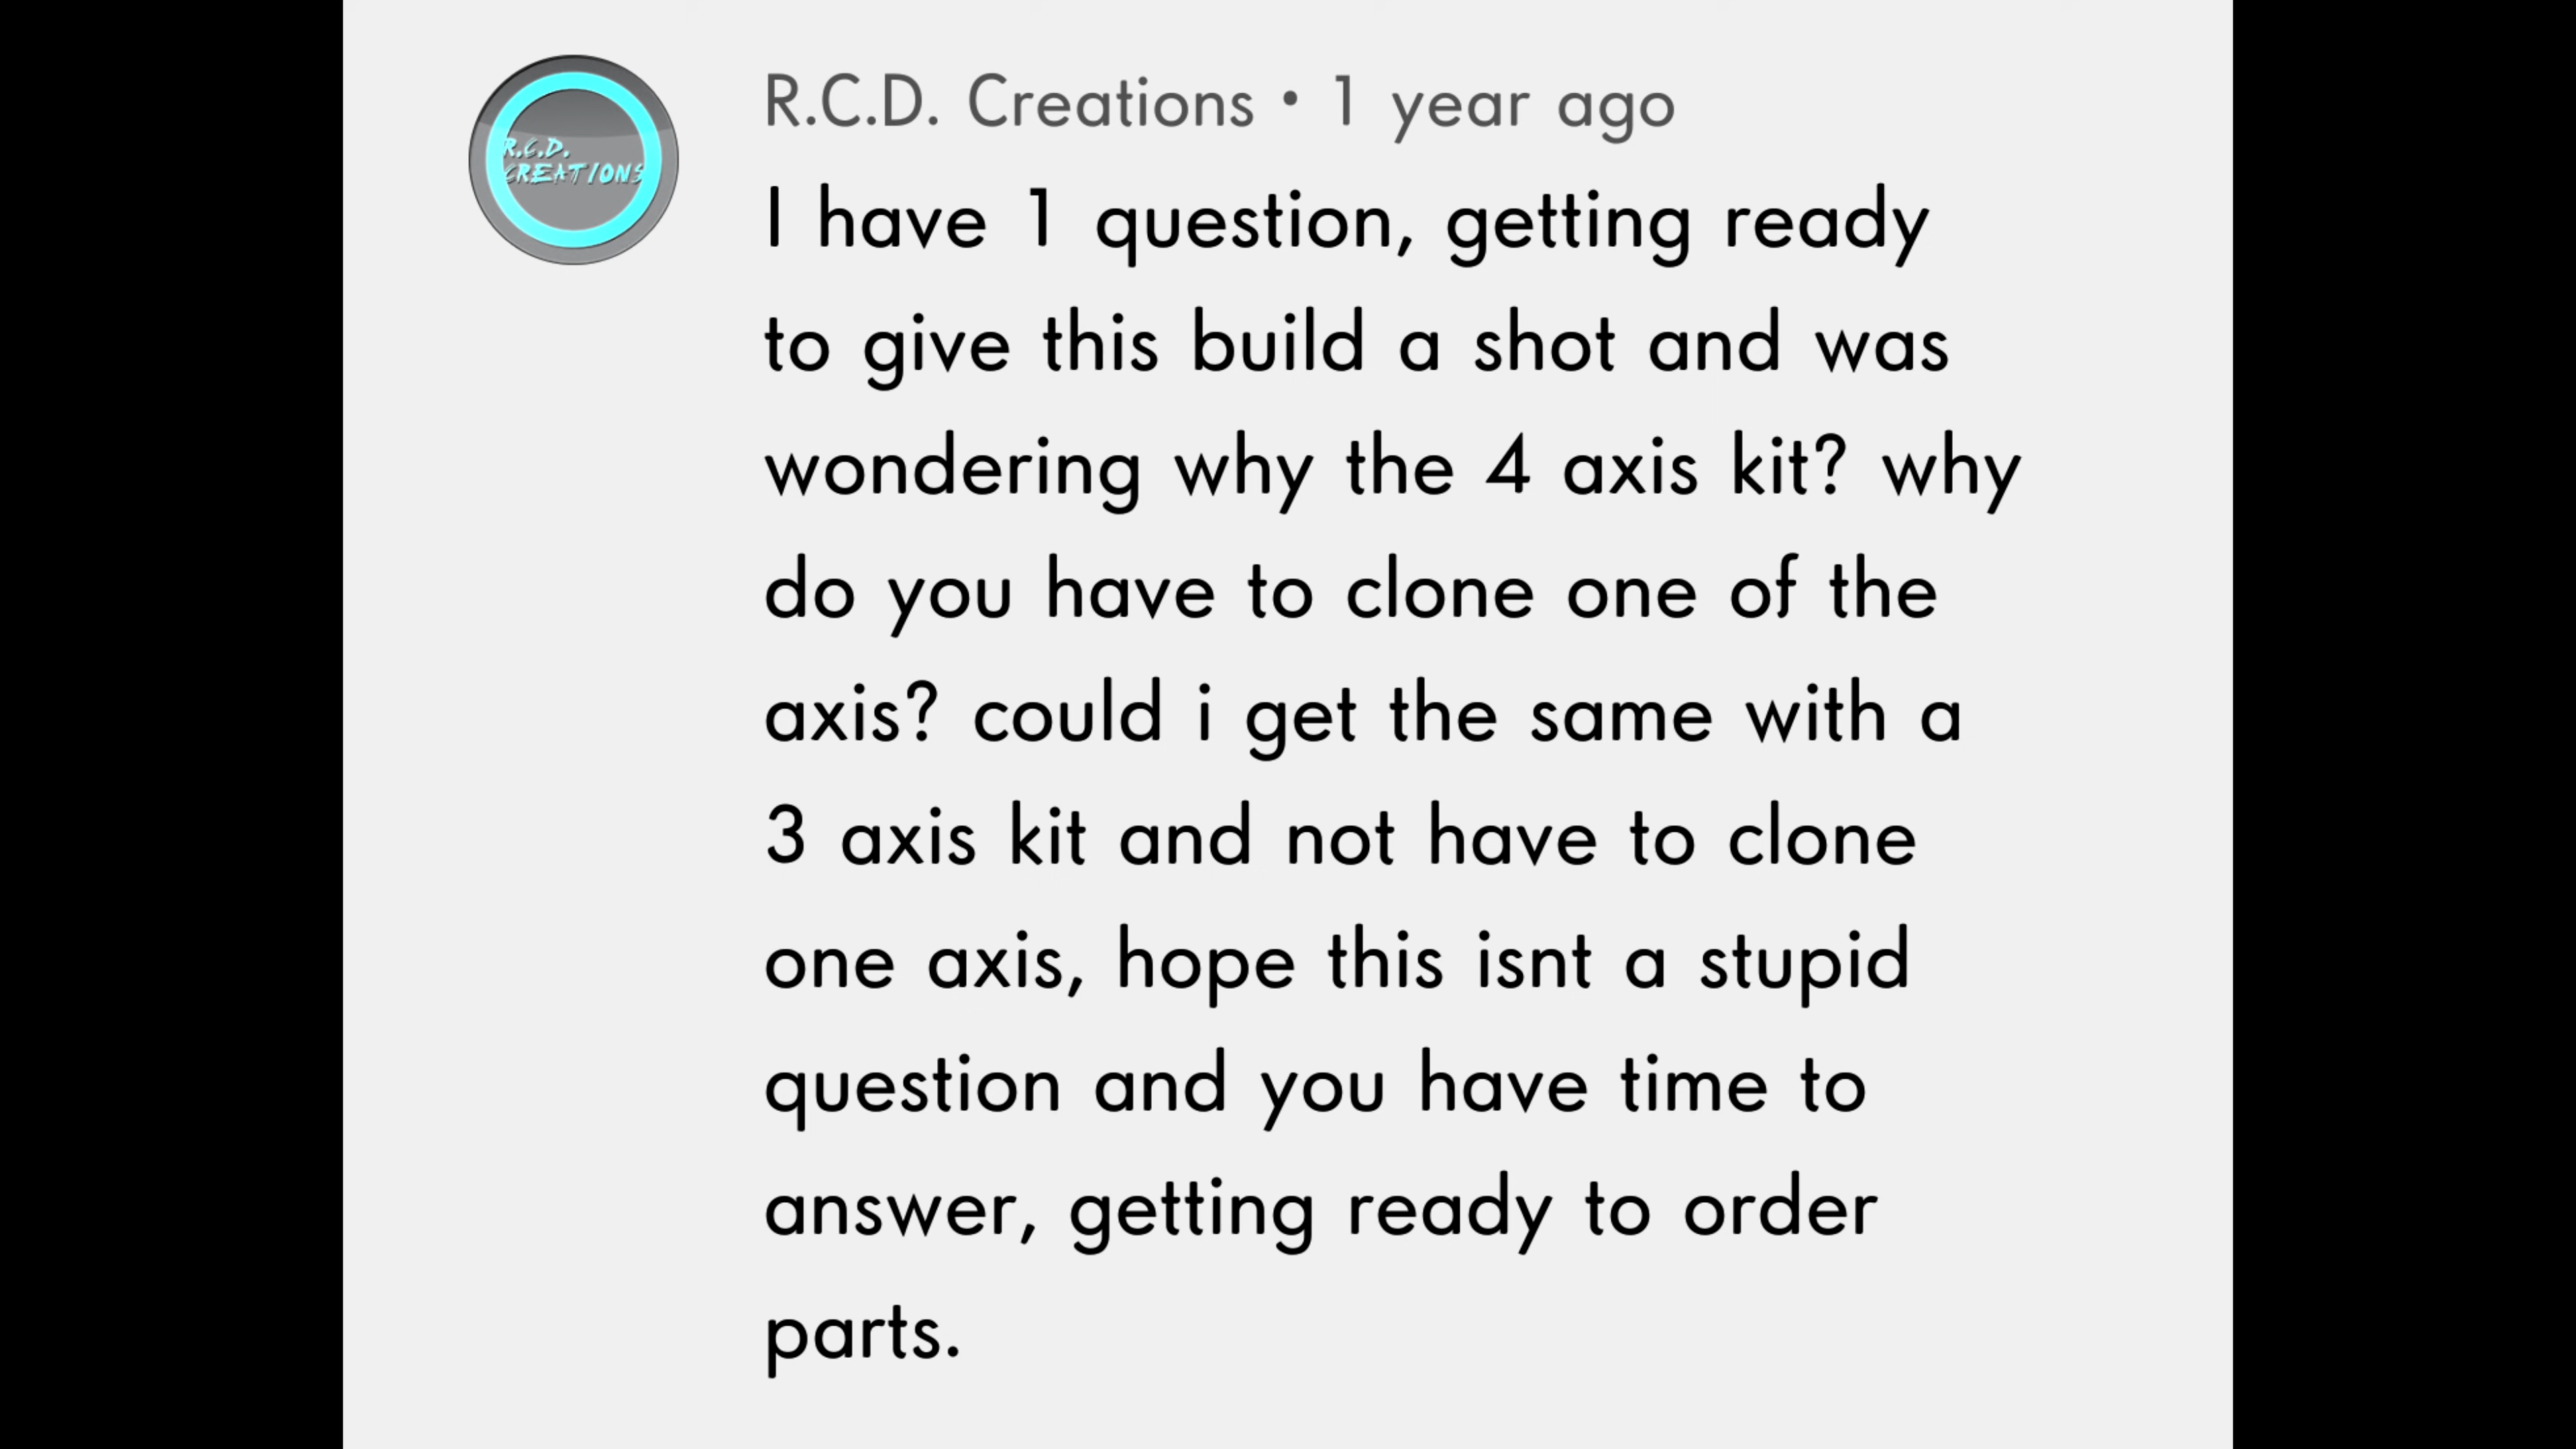 R.C.D. Creations • 1 year ago
R.C.D.
CREATIONS
I have 1 question, getting ready
to give this build a shot and was
wondering why the 4 axis kit? why
do you have to clone one of the
axis? could i get the same with a
3 axis kit and not have to clone
one axis, hope this isnt a stupid
question and you have time to
answer, getting ready to order
parts.